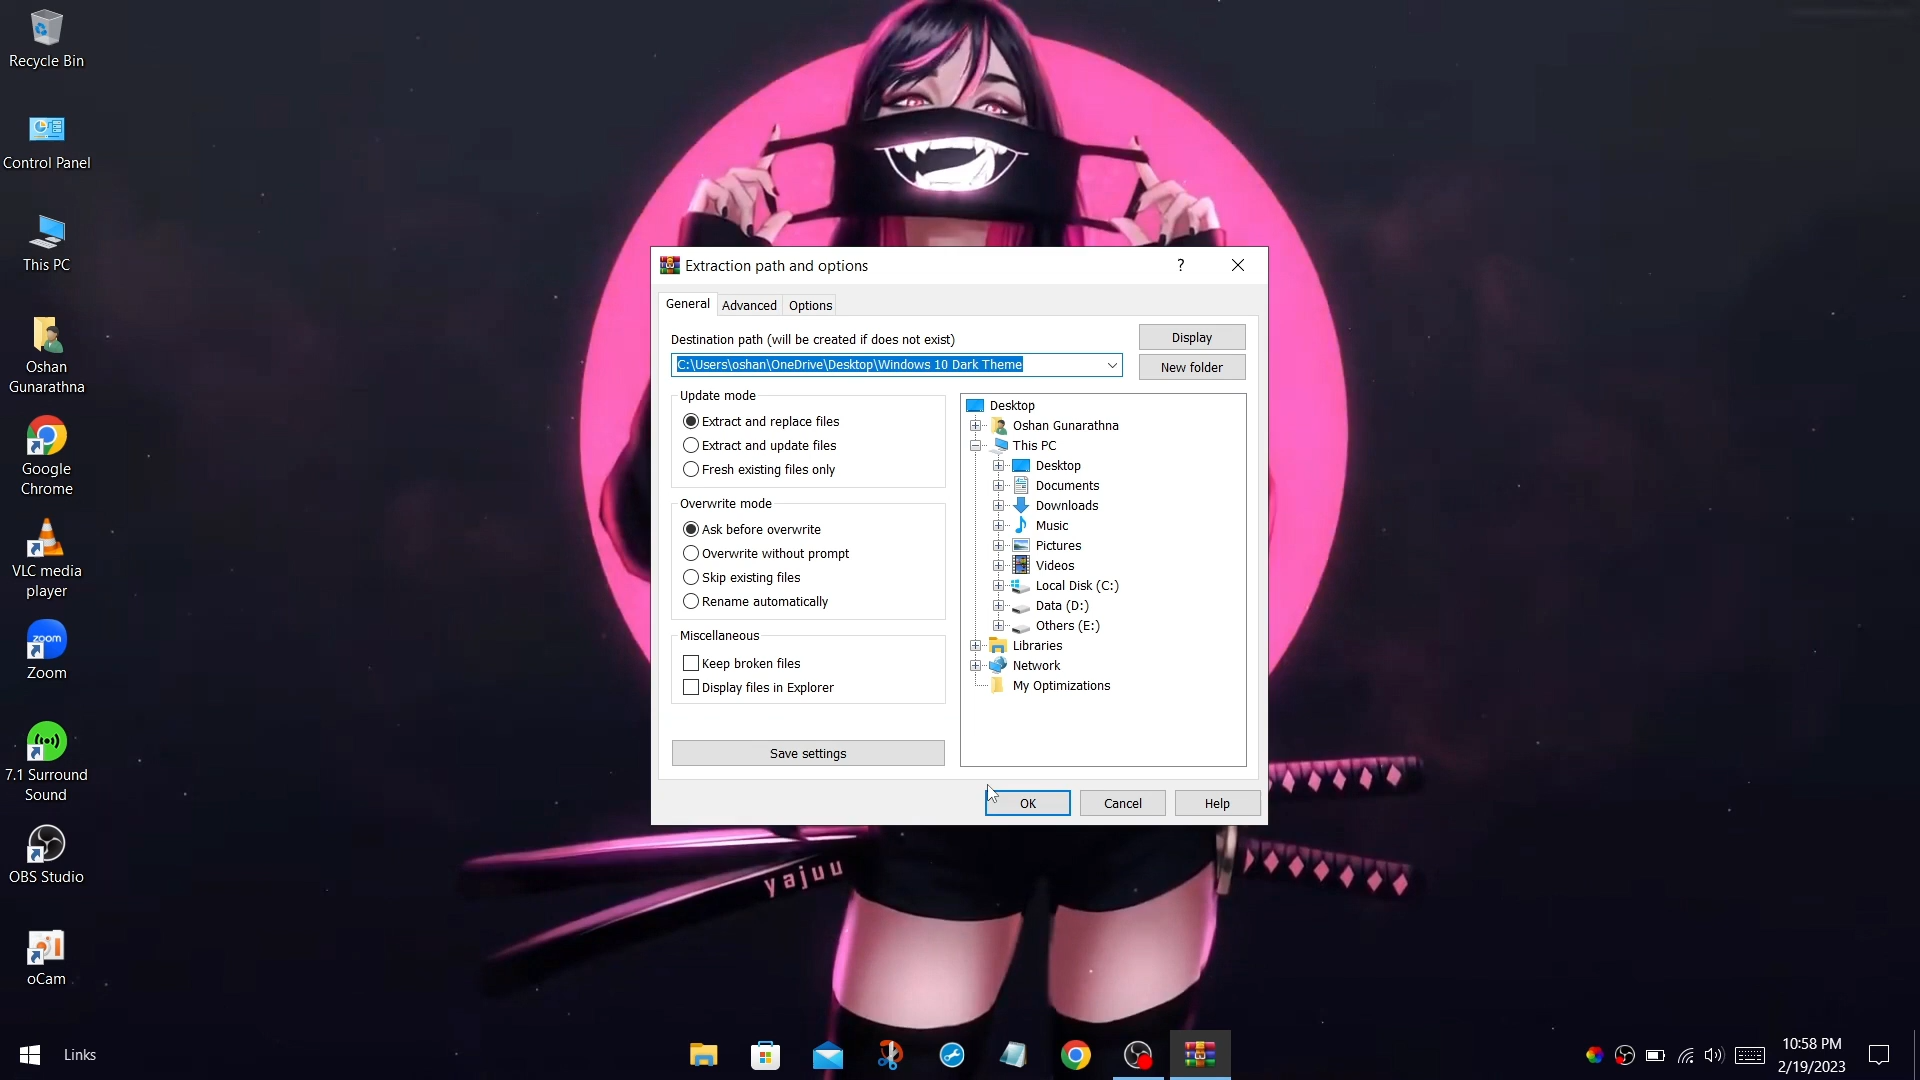 Recycle Bin
Control Panel
This PC
Oshan
Gunarathna
Google
Chrome
VLC media
player
zoom
Zoom
7.1 Surround
Sound
OBS Studio
oCam
Extraction path and options
?
General
Advanced
Options
Destination path (will be created if does not exist)
Display
C:\Users\oshan\OneDrive\Desktop\Windows 10 Dark Theme
New folder
Update mode
Extract and replace files
Extract and update files
Fresh existing files only
Overwrite mode
Ask before overwrite
Overwrite without prompt
Skip existing files
Rename automatically
Miscellaneous
Keep broken files
Display files in Explorer
Save settings
Desktop
Oshan Gunarathna
This PC
Desktop
Documents
Downloads
Music
Pictures
Videos
Local Disk (C:)
Data (D:)
Others (E:)
Libraries
Network
My Optimizations
OK
Cancel
Help
yajuu
Links
10:58 PM
2/19/2023